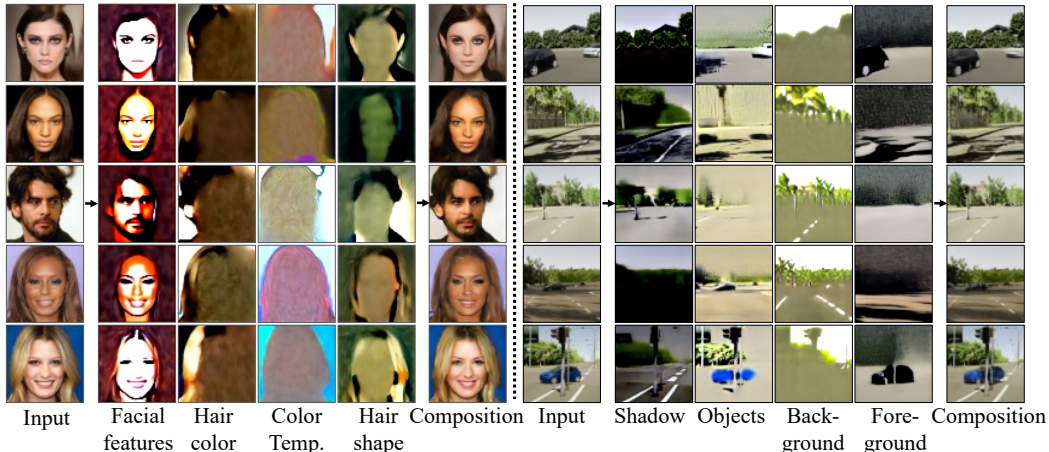 Input Facial Hair Color Hair Composition Input Shadow Objects Back- Fore- Composition
features color Temp. shape ground ground